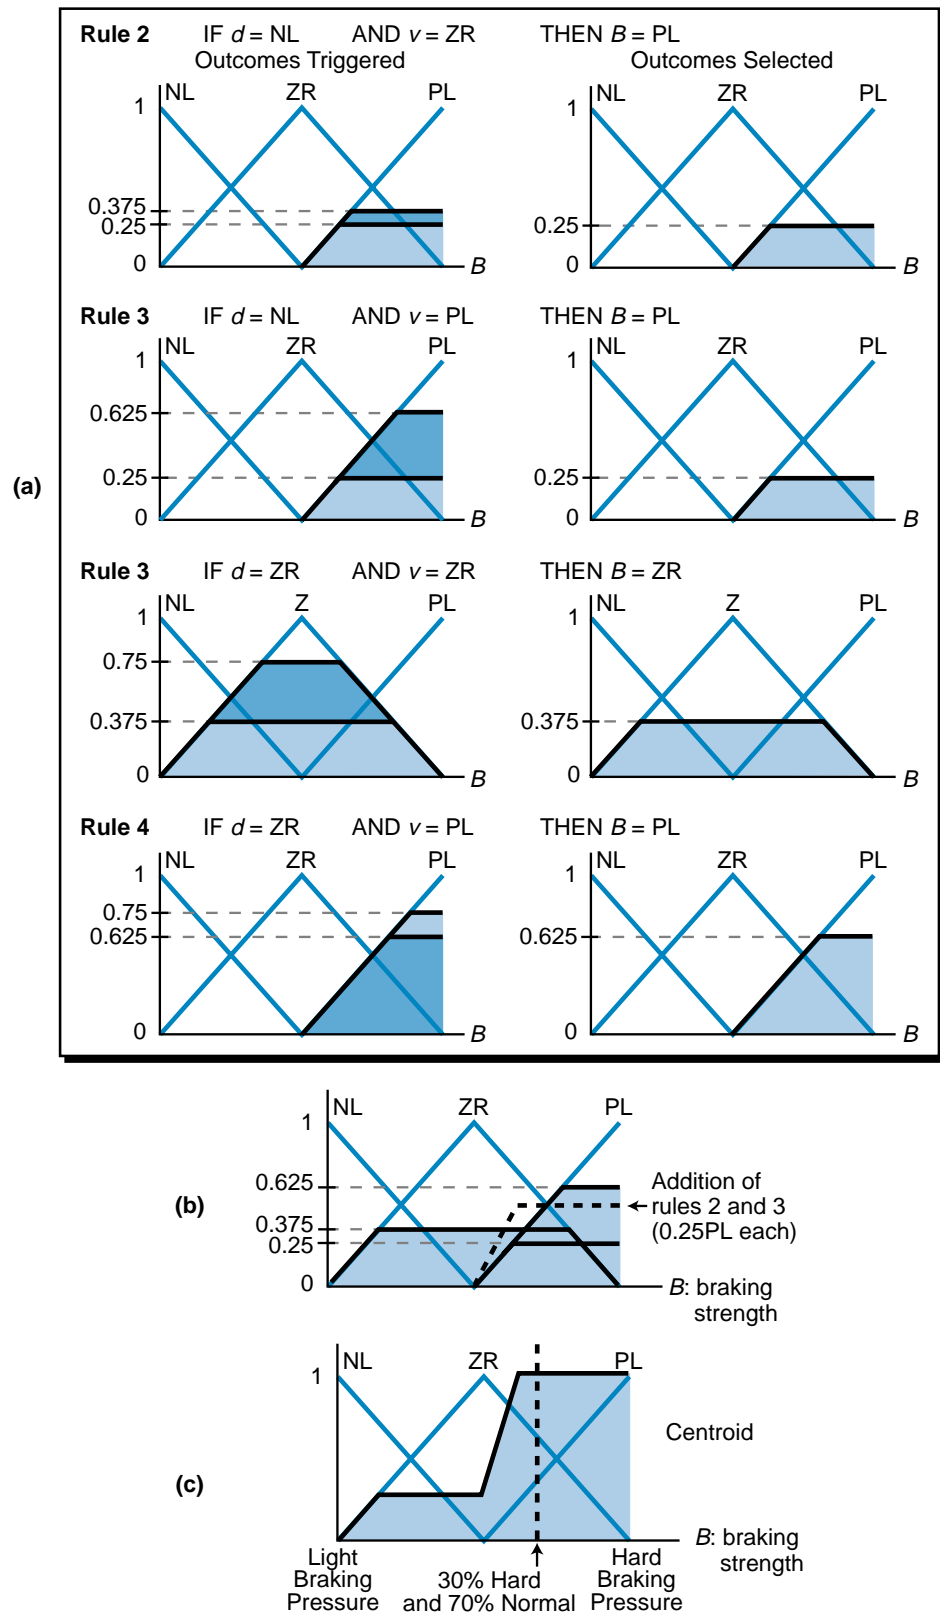 Rule 2 IF d = NL AND v = ZR THEN B = PL
Outcomes Triggered Outcomes Selected
NL ZR PL
1
0.375
0.25
0
B
NL ZR PL
1
0.25
0
B
Rule 3 IF d = NL AND v = PL THEN B = PL
NL ZR PL
1
0.625
0.25
0
B
NL ZR PL
1
0.25
0
B
(a)
Rule 3 IF d = ZR AND v = ZR THEN B = ZR
NL Z PL
1
0.75
0.375
0
B
NL Z PL
1
0.375
0
B
Rule 4 IF d = ZR AND v = PL THEN B = PL
NL ZR PL
1
0.75
0.625
0
B
NL ZR PL
1
0.625
0
B
(b)
NL ZR PL
1
0.625
0.375
0.25
0
Addition of
rules 2 and 3
(0.25PL each)
B: braking
strength
(c)
NL ZR PL
1
Centroid
B: braking
strength
Light
Braking
Pressure
30% Hard
and 70% Normal
Hard
Braking
Pressure